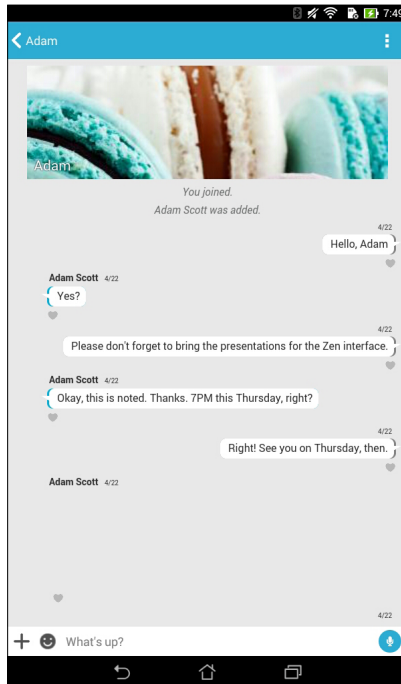 7:49
Adam
Adam
You joined.
Adam Scott was added.
4/22
Hello, Adam
Adam Scott 4/22
Yes?
4/22
Please don't forget to bring the presentations for the Zen interface.
Adam Scott 4/22
Okay, this is noted. Thanks. 7PM this Thursday, right?
4/22
Right! See you on Thursday, then.
Adam Scott 4/22
4/22
What's up?